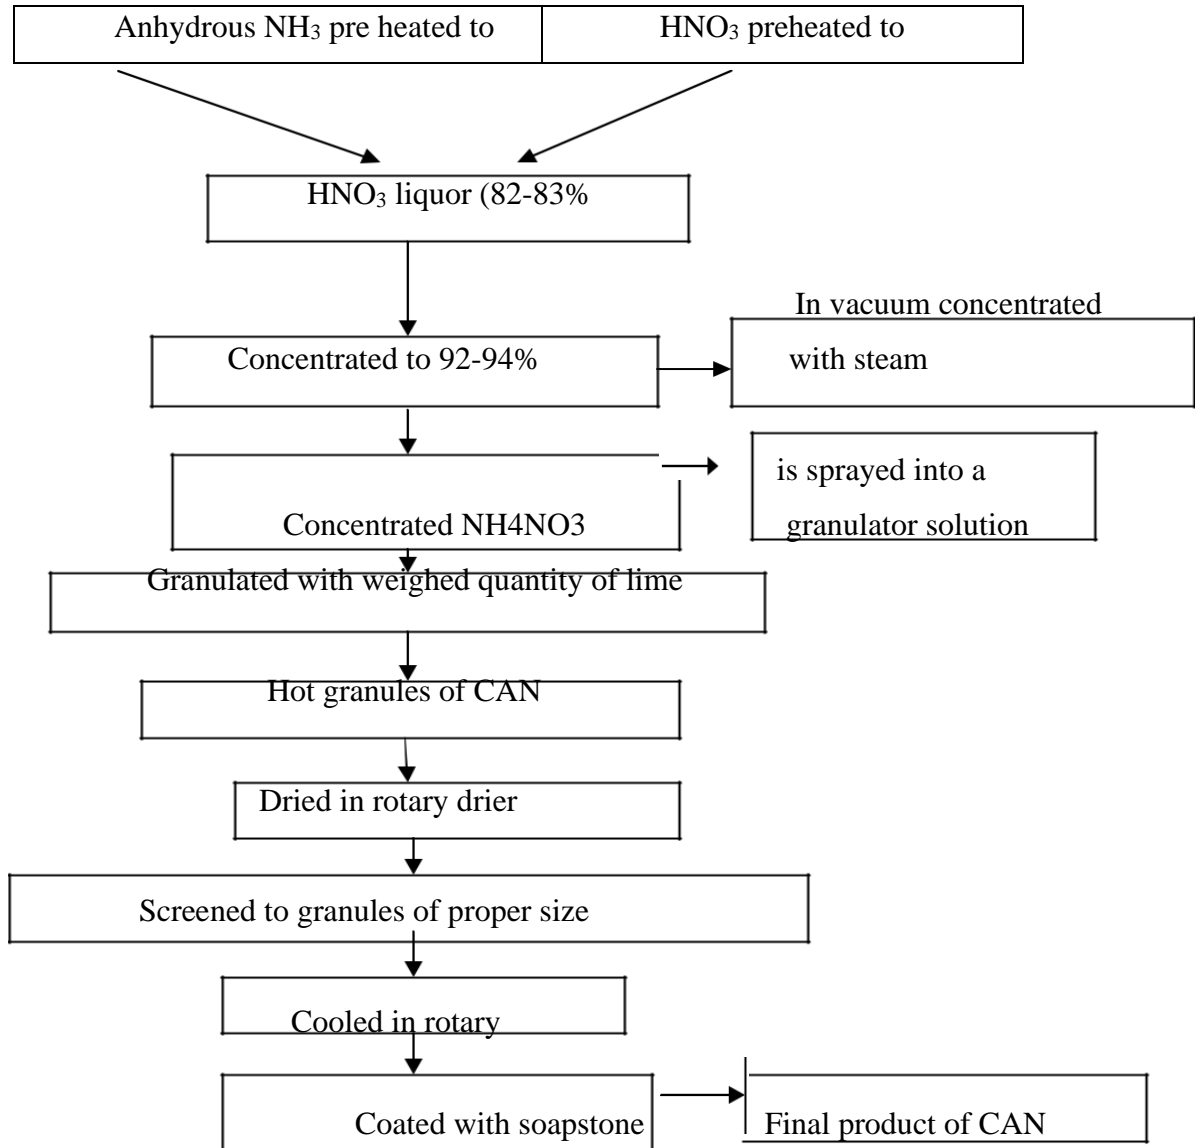 Anhydrous NH₃ pre heated to
HNO₃ preheated to
HNO₃ liquor (82-83%
In vacuum concentrated
with steam
Concentrated to 92-94%
is sprayed into a
granulator solution
Concentrated NH4NO3
Granulated with weighed quantity of lime
Hot granules of CAN
Dried in rotary drier
Screened to granules of proper size
Cooled in rotary
Coated with soapstone
Final product of CAN